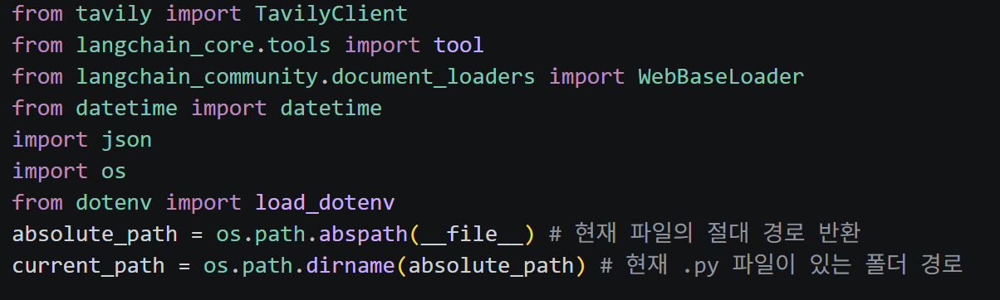 from tavily import TavilyClient
from langchain_core.tools import tool
from langchain_community.document_loaders import WebBaseLoader
from datetime import datetime
import json
import os
from dotenv import load_dotenv
absolute_path = os.path.abspath(__file__) # 현재 파일의 절대 경로 반환
current_path = os.path.dirname(absolute_path) # 현재 .py 파일이 있는 폴더 경로